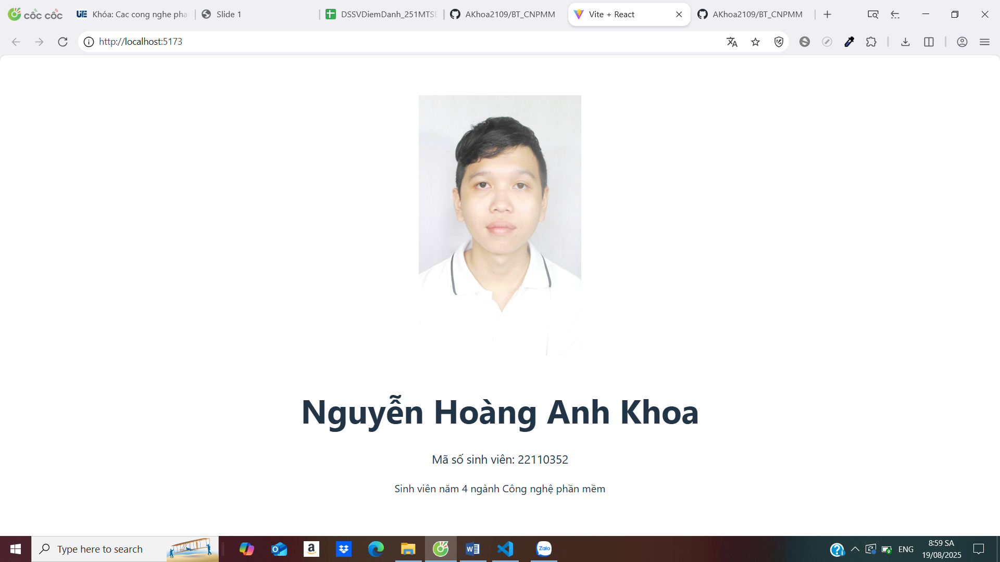 cốc cốc
Khóa: Cac cong nghe pha
Slide 1
DSSVDiemDanh_251MTSE
AKhoa2109/BT_CNPMM
Vite + React
AKhoa2109/BT_CNPMM
http://localhost:5173
Nguyễn Hoàng Anh Khoa
Mã số sinh viên: 22110352
Sinh viên năm 4 ngành Công nghệ phần mềm
Type here to search
Zalo
ENG
8:59 SA
19/08/2025